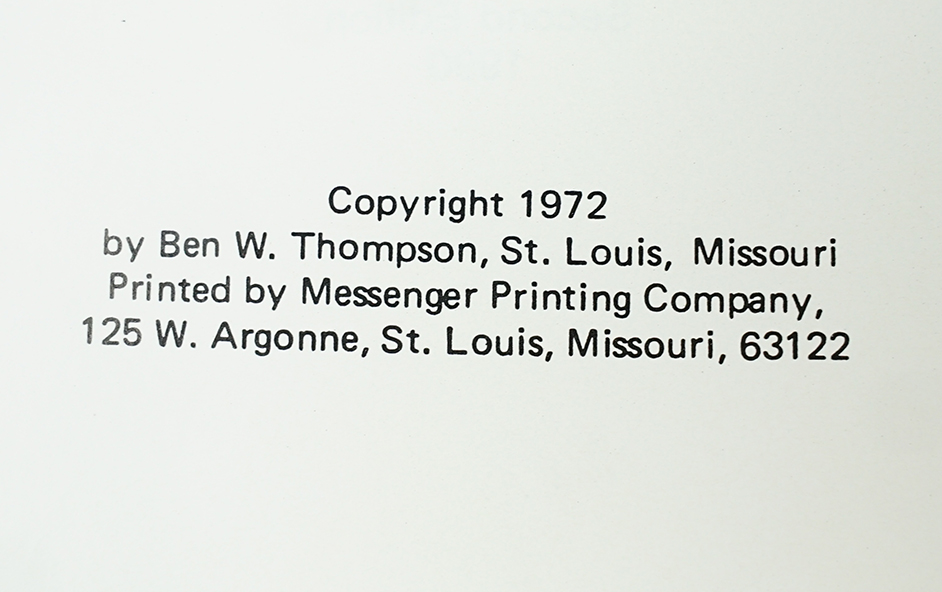 Copyright 1972
by Ben W. Thompson, St. Louis, Missouri
Printed by Messenger Printing Company,
125 W. Argonne, St. Louis, Missouri, 63122